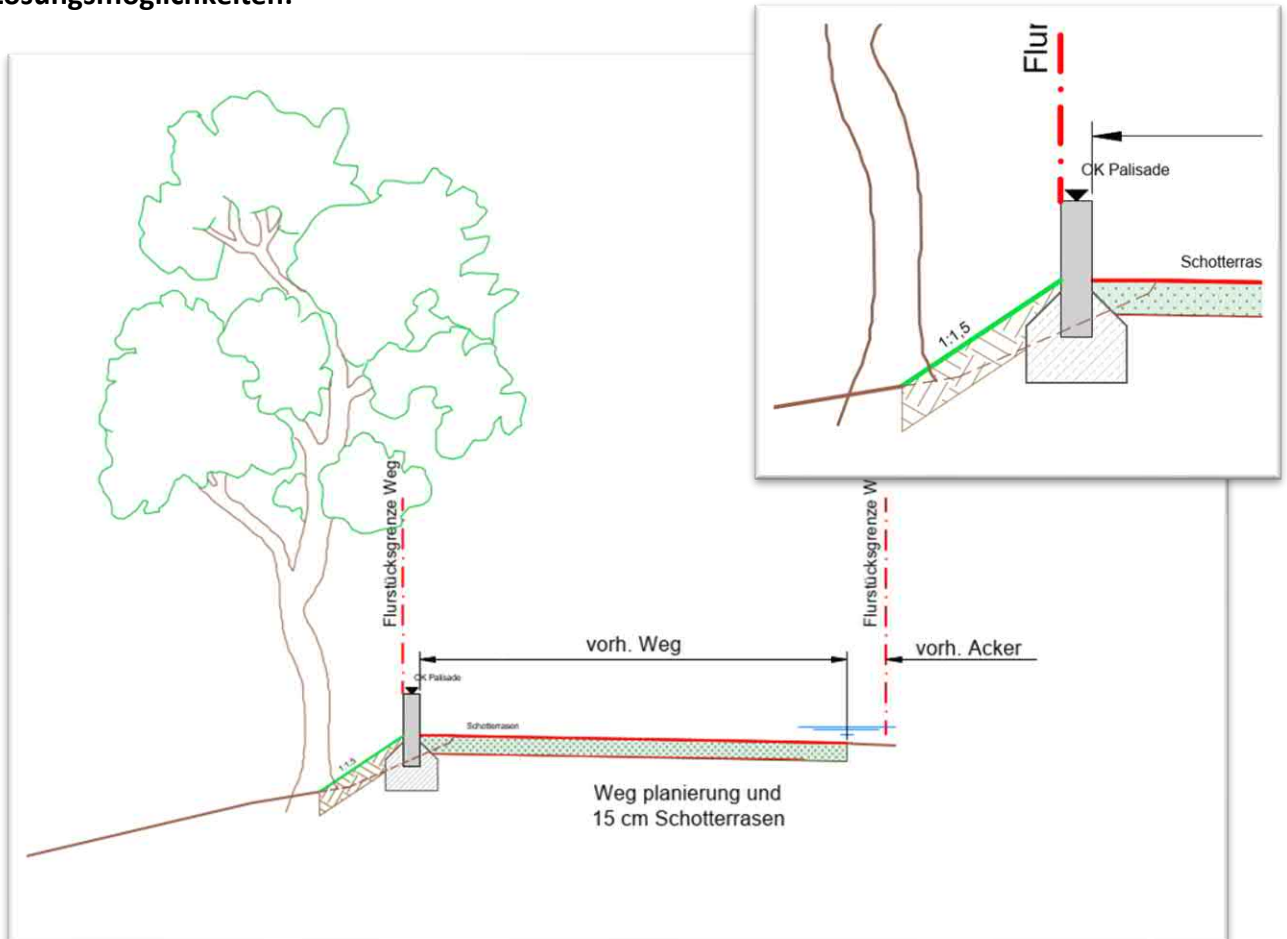 Lösungsmöglichkeiten:
Flur
OK Palisade
Schotterras
1:1,5
Flurstücksgrenze Weg
Flurstücksgrenze W
vorh. Weg
vorh. Acker
OK Palisade
Schotterrasen
1:1,5
Weg planierung und
15 cm Schotterrasen